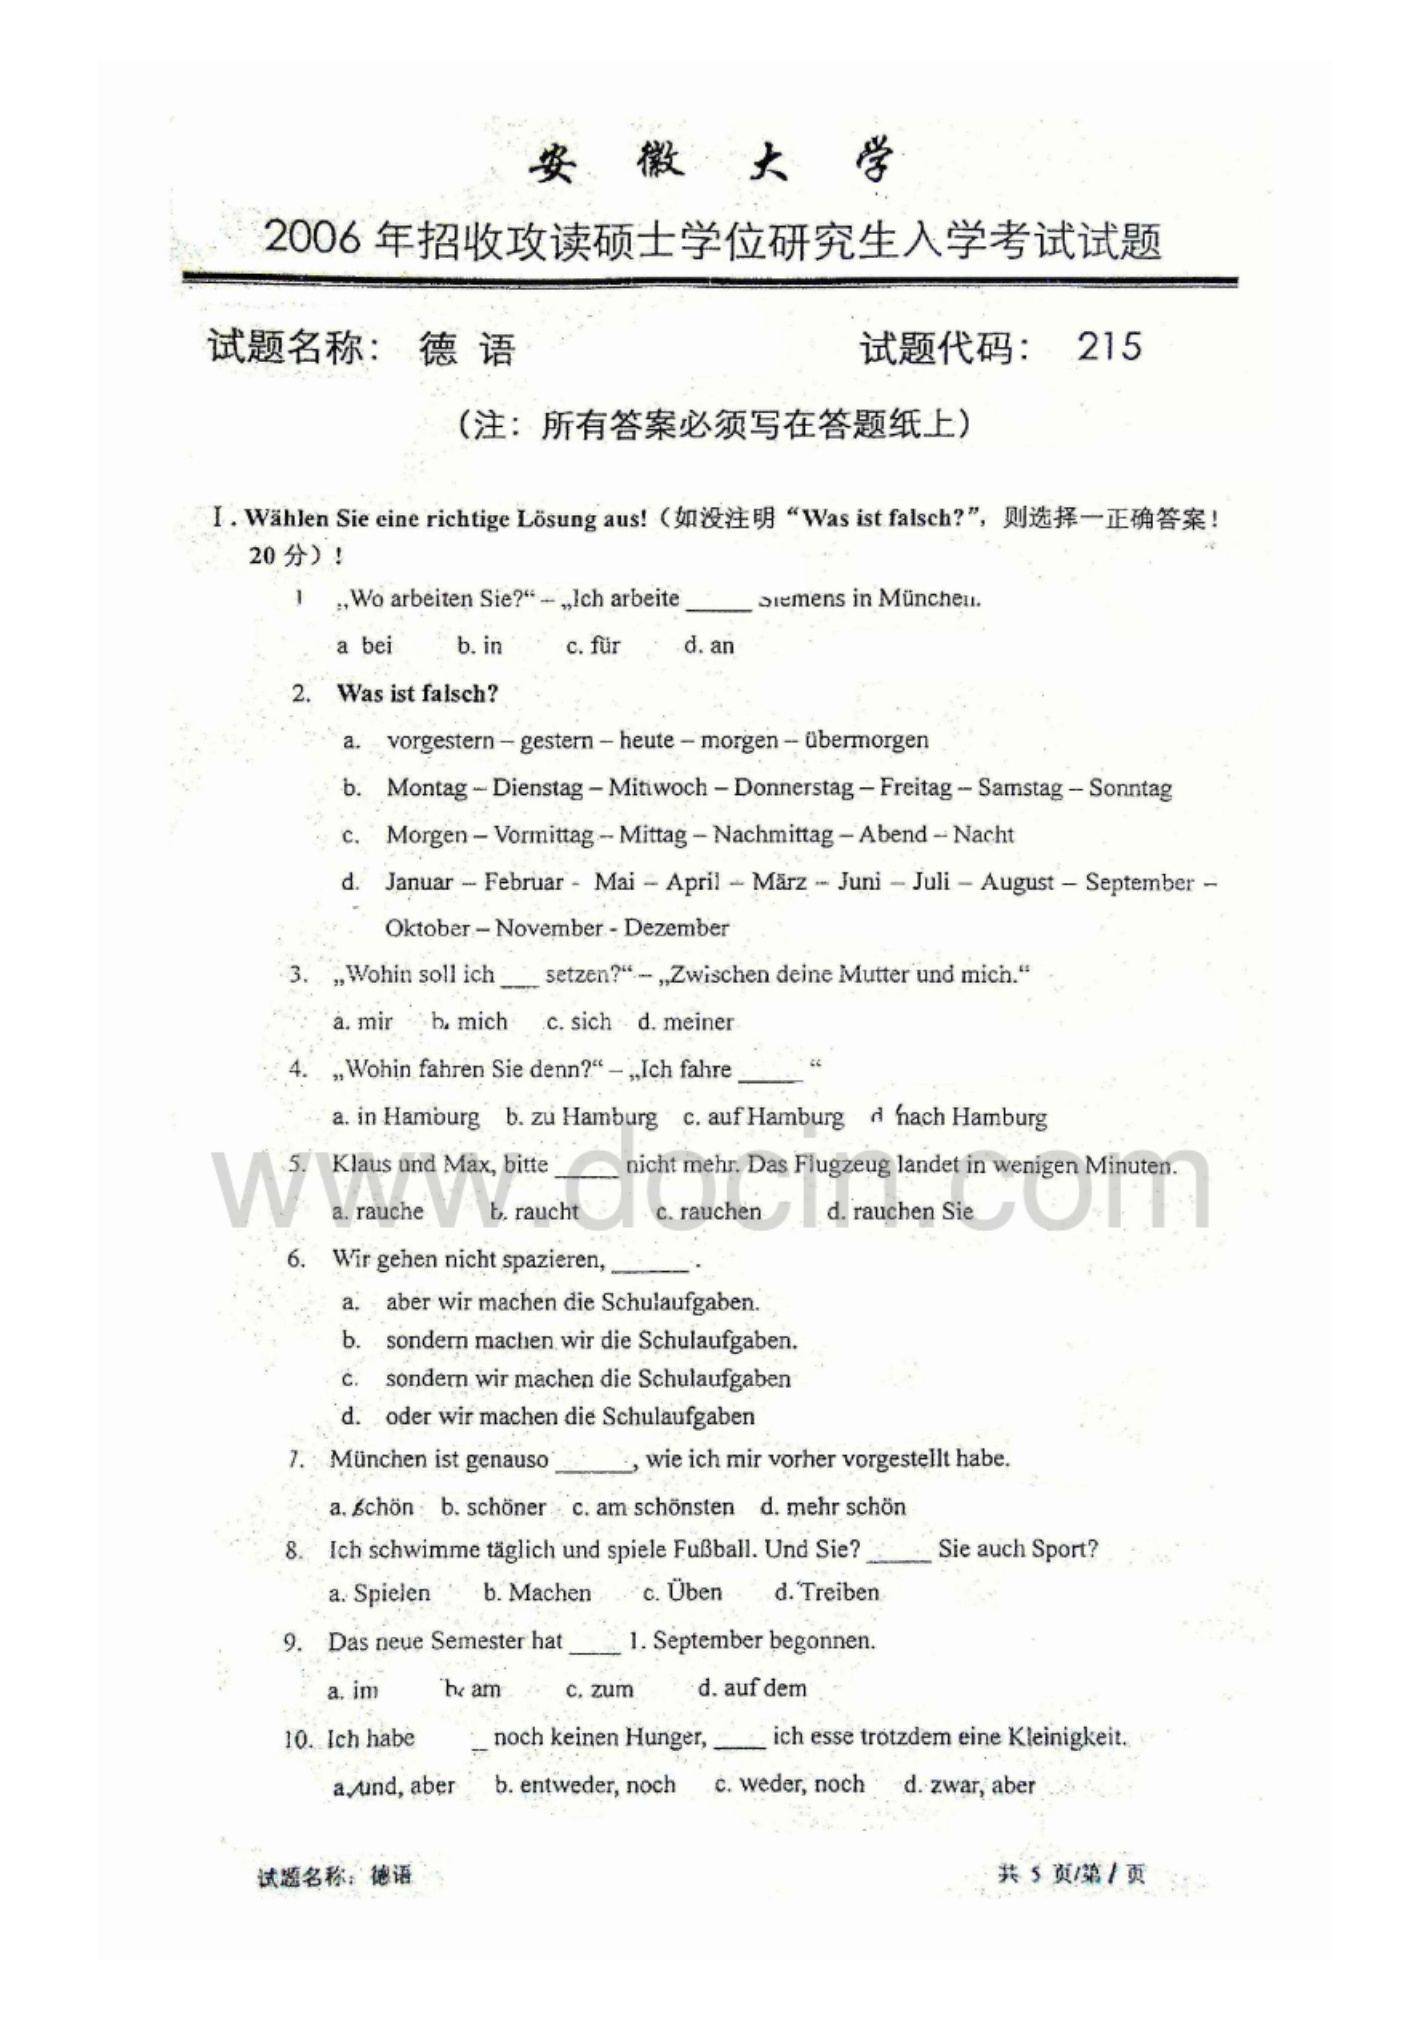 安 徽 大 学
2006 年招收攻读硕士学位研究生入学考试试题
试题名称： 德 语 试题代码： 215
（注：所有答案必须写在答题纸上）
Ⅰ. Wählen Sie eine richtige Lösung aus!（如没注明“Was ist falsch?”，则选择一正确答案！
20 分）!
1 „Wo arbeiten Sie?“ – „Ich arbeite _____ Siemens in München.
a bei b. in c. für d. an
2. Was ist falsch?
a. vorgestern – gestern – heute – morgen – übermorgen
b. Montag – Dienstag – Mittwoch – Donnerstag – Freitag – Samstag – Sonntag
c. Morgen – Vormittag – Mittag – Nachmittag – Abend – Nacht
d. Januar – Februar - Mai – April – März – Juni – Juli – August – September –
Oktober – November - Dezember
3. „Wohin soll ich ___ setzen?“ – „Zwischen deine Mutter und mich.“
a. mir b. mich c. sich d. meiner
4. „Wohin fahren Sie denn?“ – „Ich fahre _____ “
a. in Hamburg b. zu Hamburg c. auf Hamburg d nach Hamburg
5. Klaus und Max, bitte _____ nicht mehr. Das Flugzeug landet in wenigen Minuten.
www.docin.com
a. rauche b. raucht c. rauchen d. rauchen Sie
6. Wir gehen nicht spazieren, ______ .
a. aber wir machen die Schulaufgaben.
b. sondern machen wir die Schulaufgaben.
c. sondern wir machen die Schulaufgaben
d. oder wir machen die Schulaufgaben
7. München ist genauso ______, wie ich mir vorher vorgestellt habe.
a. schön b. schöner c. am schönsten d. mehr schön
8. Ich schwimme täglich und spiele Fußball. Und Sie? _____ Sie auch Sport?
a. Spielen b. Machen c. Üben d. Treiben
9. Das neue Semester hat ____ 1. September begonnen.
a. im b. am c. zum d. auf dem
10. Ich habe _ noch keinen Hunger, ____ ich esse trotzdem eine Kleinigkeit.
a. und, aber b. entweder, noch c. weder, noch d. zwar, aber
试题名称：德语 共 5 页/第 1 页